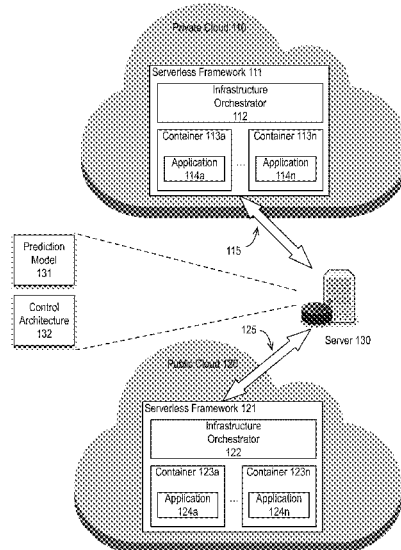 Private Cloud 110
Serverless Framework 111
Infrastructure
Orchestrator
112
Container 113a
Container 113n
Application
114a
...
Application
114n
115
Prediction
Model
131
Control
Architecture
132
125
Server 130
Public Cloud 120
Serverless Framework 121
Infrastructure
Orchestrator
122
Container 123a
Container 123n
Application
124a
...
Application
124n